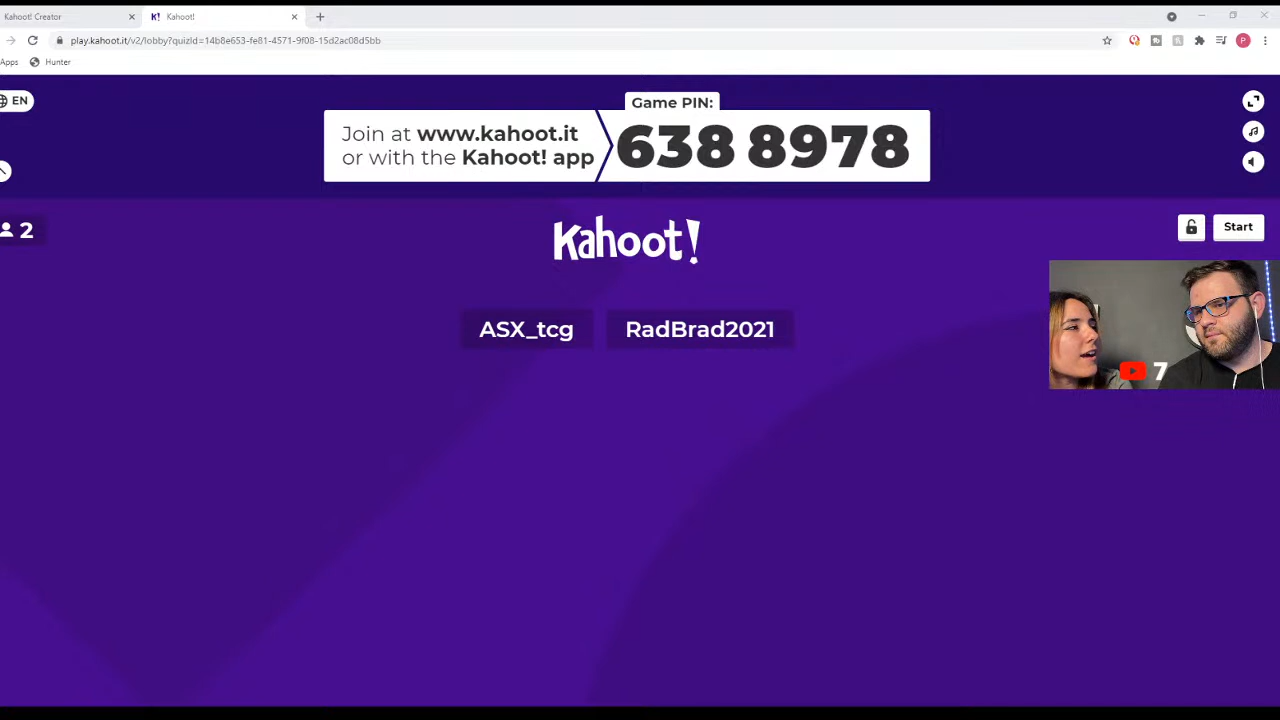 Kahoot! Creator
K! Kahoot!
play.kahoot.it/v2/lobby?quizId=14b8e653-fe81-4571-9f08-15d2ac08d5bb
P
Apps
Hunter
EN
Game PIN:
Join at www.kahoot.it
or with the Kahoot! app
638 8978
2
Kahoot!
Start
ASX_tcg
RadBrad2021
7